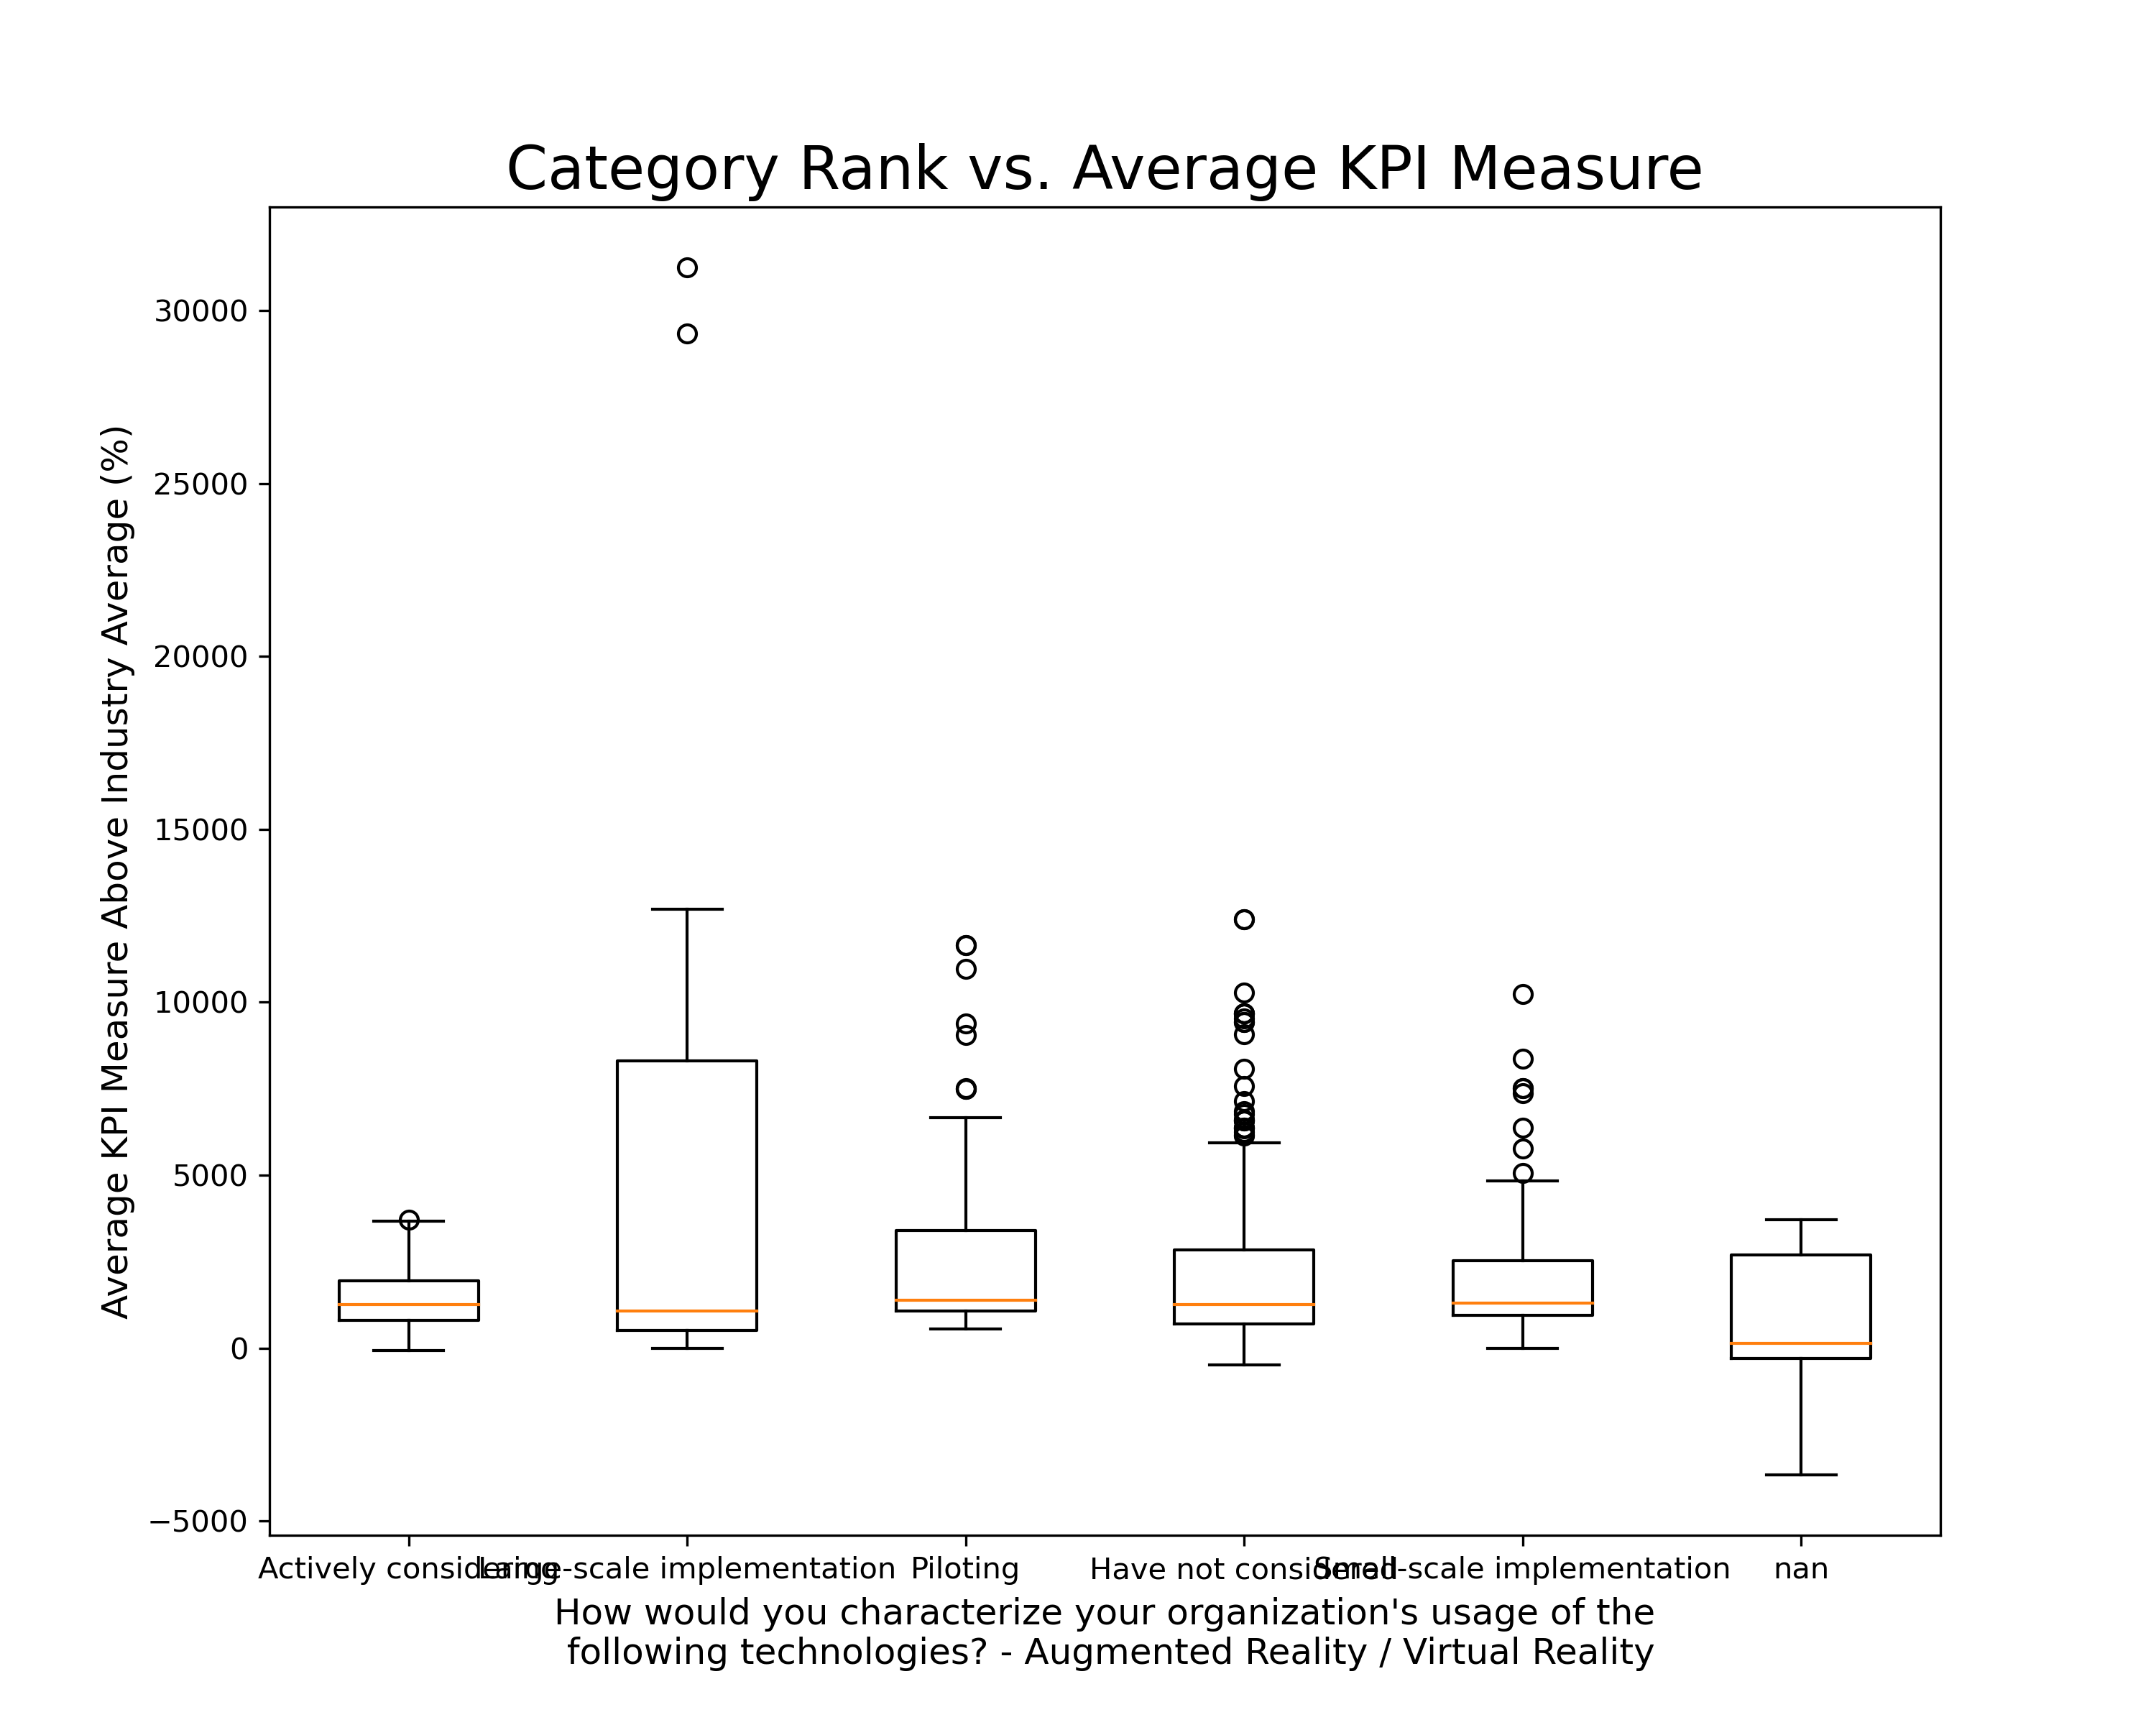 Category Rank vs. Average KPI Measure
Average KPI Measure Above Industry Average (%)
30000
25000
20000
15000
10000
5000
0
−5000
Actively considering
Large-scale implementation
Piloting
Have not considered
Small-scale implementation
nan
How would you characterize your organization's usage of the
following technologies? - Augmented Reality / Virtual Reality